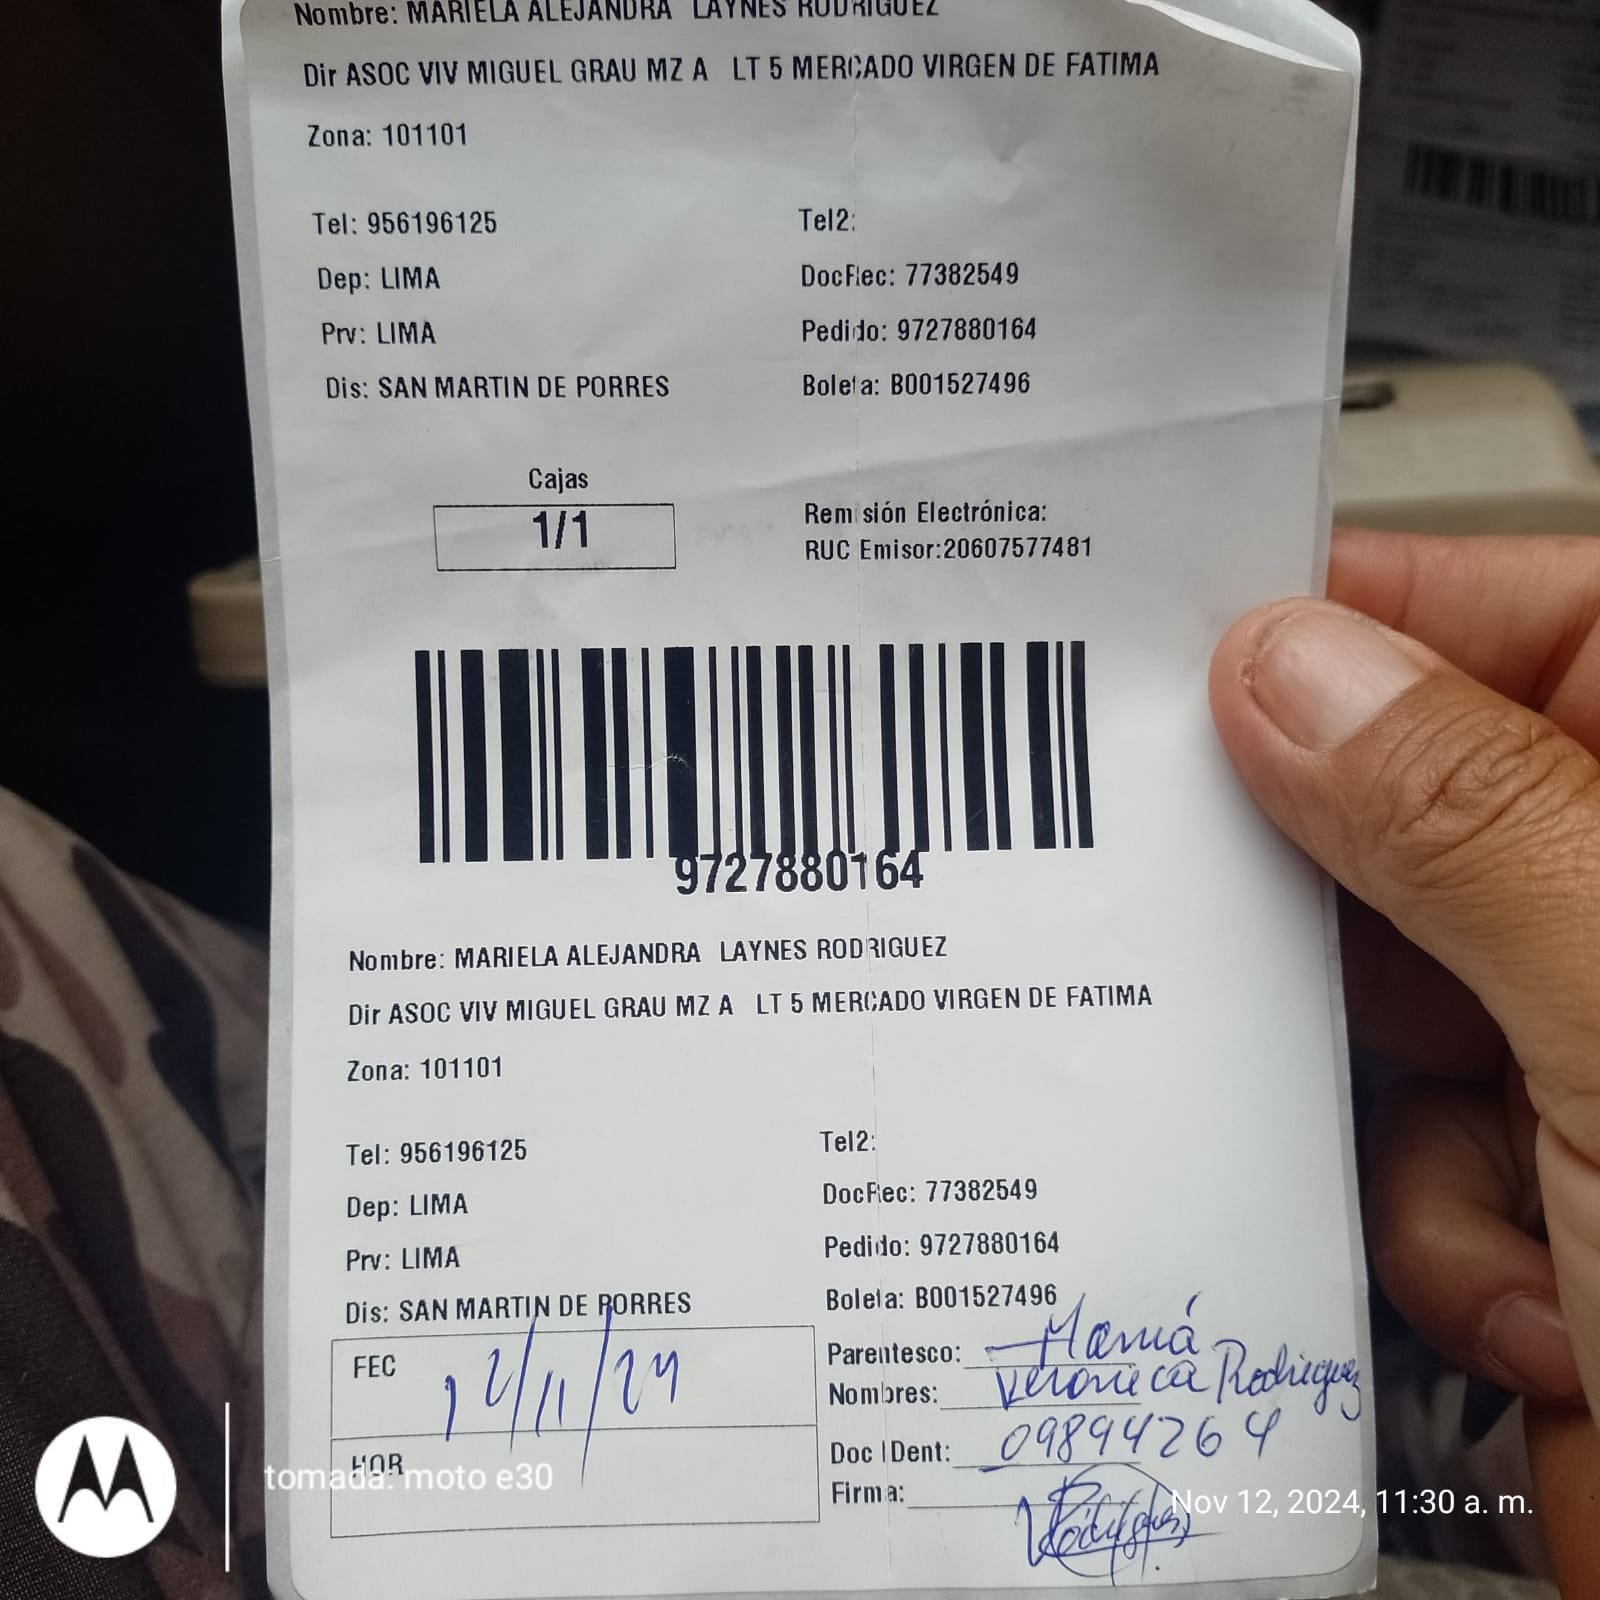 Nombre: MARIELA ALEJANDRA LAYNES RODRIGUEZ
Dir ASOC VIV MIGUEL GRAU MZ A LT 5 MERCADO VIRGEN DE FATIMA
Zona: 101101
Tel: 956196125 Tel2:
Dep: LIMA DocRec: 77382549
Prv: LIMA Pedido: 9727880164
Dis: SAN MARTIN DE PORRES Boleta: B001527496
Cajas
1/1
Remisión Electrónica:
RUC Emisor:20607577481
9727880164
Nombre: MARIELA ALEJANDRA LAYNES RODRIGUEZ
Dir ASOC VIV MIGUEL GRAU MZ A LT 5 MERCADO VIRGEN DE FATIMA
Zona: 101101
Tel: 956196125 Tel2:
Dep: LIMA DocRec: 77382549
Prv: LIMA Pedido: 9727880164
Dis: SAN MARTIN DE PORRES Boleta: B001527496
FEC 12/11/24
HOR
Parentesco: Mamá
Nombres: Veronica Rodriguez
Doc IDent: 09894264
Firma:
tomada: moto e30
Nov 12, 2024, 11:30 a. m.